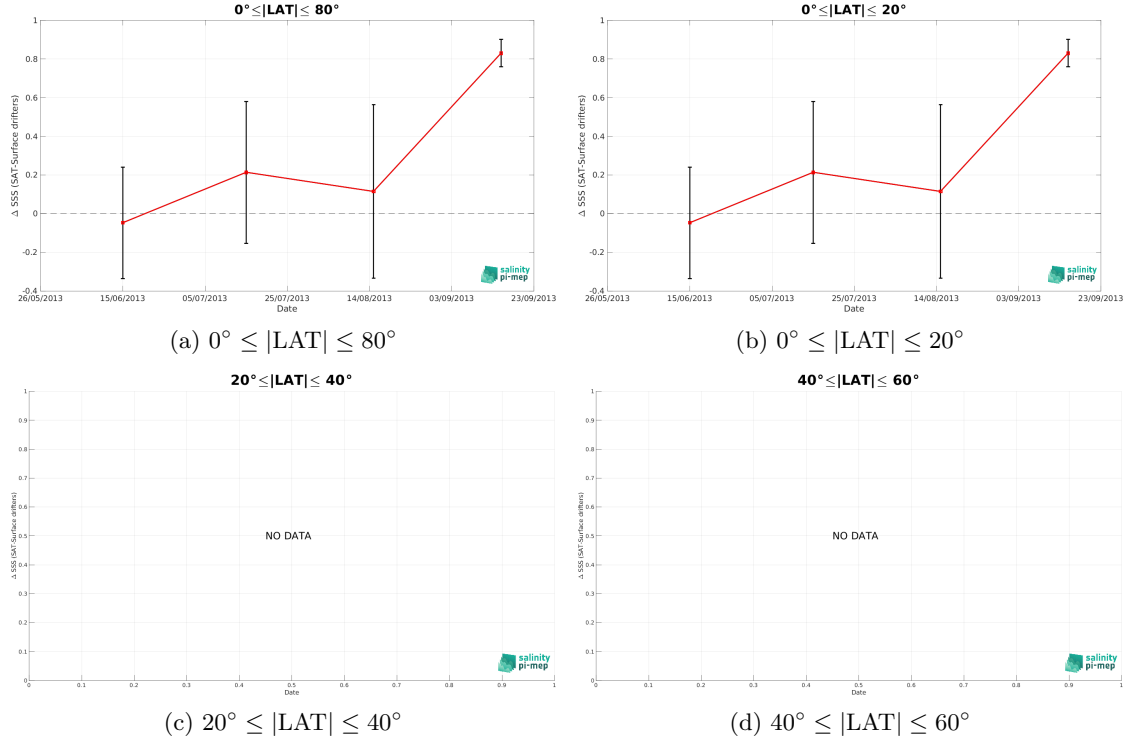 0°≤|LAT|≤ 80°
Δ SSS (SAT-Surface drifters)
1
0.8
0.6
0.4
0.2
0
-0.2
-0.4
26/05/2013 15/06/2013 05/07/2013 25/07/2013 14/08/2013 03/09/2013 23/09/2013
Date
salinity
pi-mep
(a) 0° ≤ |LAT| ≤ 80°
0°≤|LAT|≤ 20°
Δ SSS (SAT-Surface drifters)
1
0.8
0.6
0.4
0.2
0
-0.2
-0.4
26/05/2013 15/06/2013 05/07/2013 25/07/2013 14/08/2013 03/09/2013 23/09/2013
Date
salinity
pi-mep
(b) 0° ≤ |LAT| ≤ 20°
20°≤|LAT|≤ 40°
Δ SSS (SAT-Surface drifters)
1
0.9
0.8
0.7
0.6
0.5
0.4
0.3
0.2
0.1
0
NO DATA
0 0.1 0.2 0.3 0.4 0.5 0.6 0.7 0.8 0.9 1
Date
salinity
pi-mep
(c) 20° ≤ |LAT| ≤ 40°
40°≤|LAT|≤ 60°
Δ SSS (SAT-Surface drifters)
1
0.9
0.8
0.7
0.6
0.5
0.4
0.3
0.2
0.1
0
NO DATA
0 0.1 0.2 0.3 0.4 0.5 0.6 0.7 0.8 0.9 1
Date
salinity
pi-mep
(d) 40° ≤ |LAT| ≤ 60°